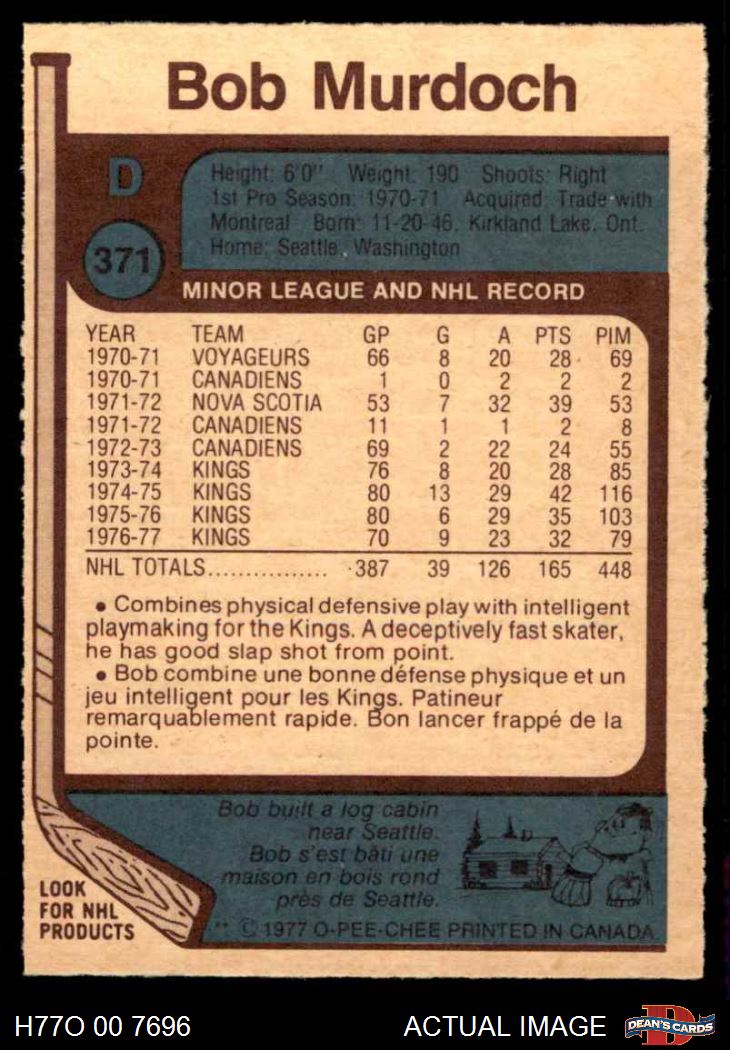 Bob Murdoch
D
371
Height: 6'0" Weight: 190 Shoots: Right
1st Pro Season: 1970-71 Acquired: Trade with
Montreal Born: 11-20-46, Kirkland Lake, Ont.
Home: Seattle, Washington
MINOR LEAGUE AND NHL RECORD
YEAR TEAM GP G A PTS PIM
1970-71 VOYAGEURS 66 8 20 28 69
1970-71 CANADIENS 1 0 2 2 2
1971-72 NOVA SCOTIA 53 7 32 39 53
1971-72 CANADIENS 11 1 1 2 8
1972-73 CANADIENS 69 2 22 24 55
1973-74 KINGS 76 8 20 28 85
1974-75 KINGS 80 13 29 42 116
1975-76 KINGS 80 6 29 35 103
1976-77 KINGS 70 9 23 32 79
NHL TOTALS................ 387 39 126 165 448
• Combines physical defensive play with intelligent
playmaking for the Kings. A deceptively fast skater,
he has good slap shot from point.
• Bob combine une bonne défense physique et un
jeu intelligent pour les Kings. Patineur
remarquablement rapide. Bon lancer frappé de la
pointe.
Bob built a log cabin
near Seattle.
Bob s'est bâti une
maison en bois rond
près de Seattle.
LOOK
FOR NHL
PRODUCTS
** © 1977 O-PEE-CHEE PRINTED IN CANADA
H77O 00 7696 ACTUAL IMAGE
D
DEAN'S CARDS